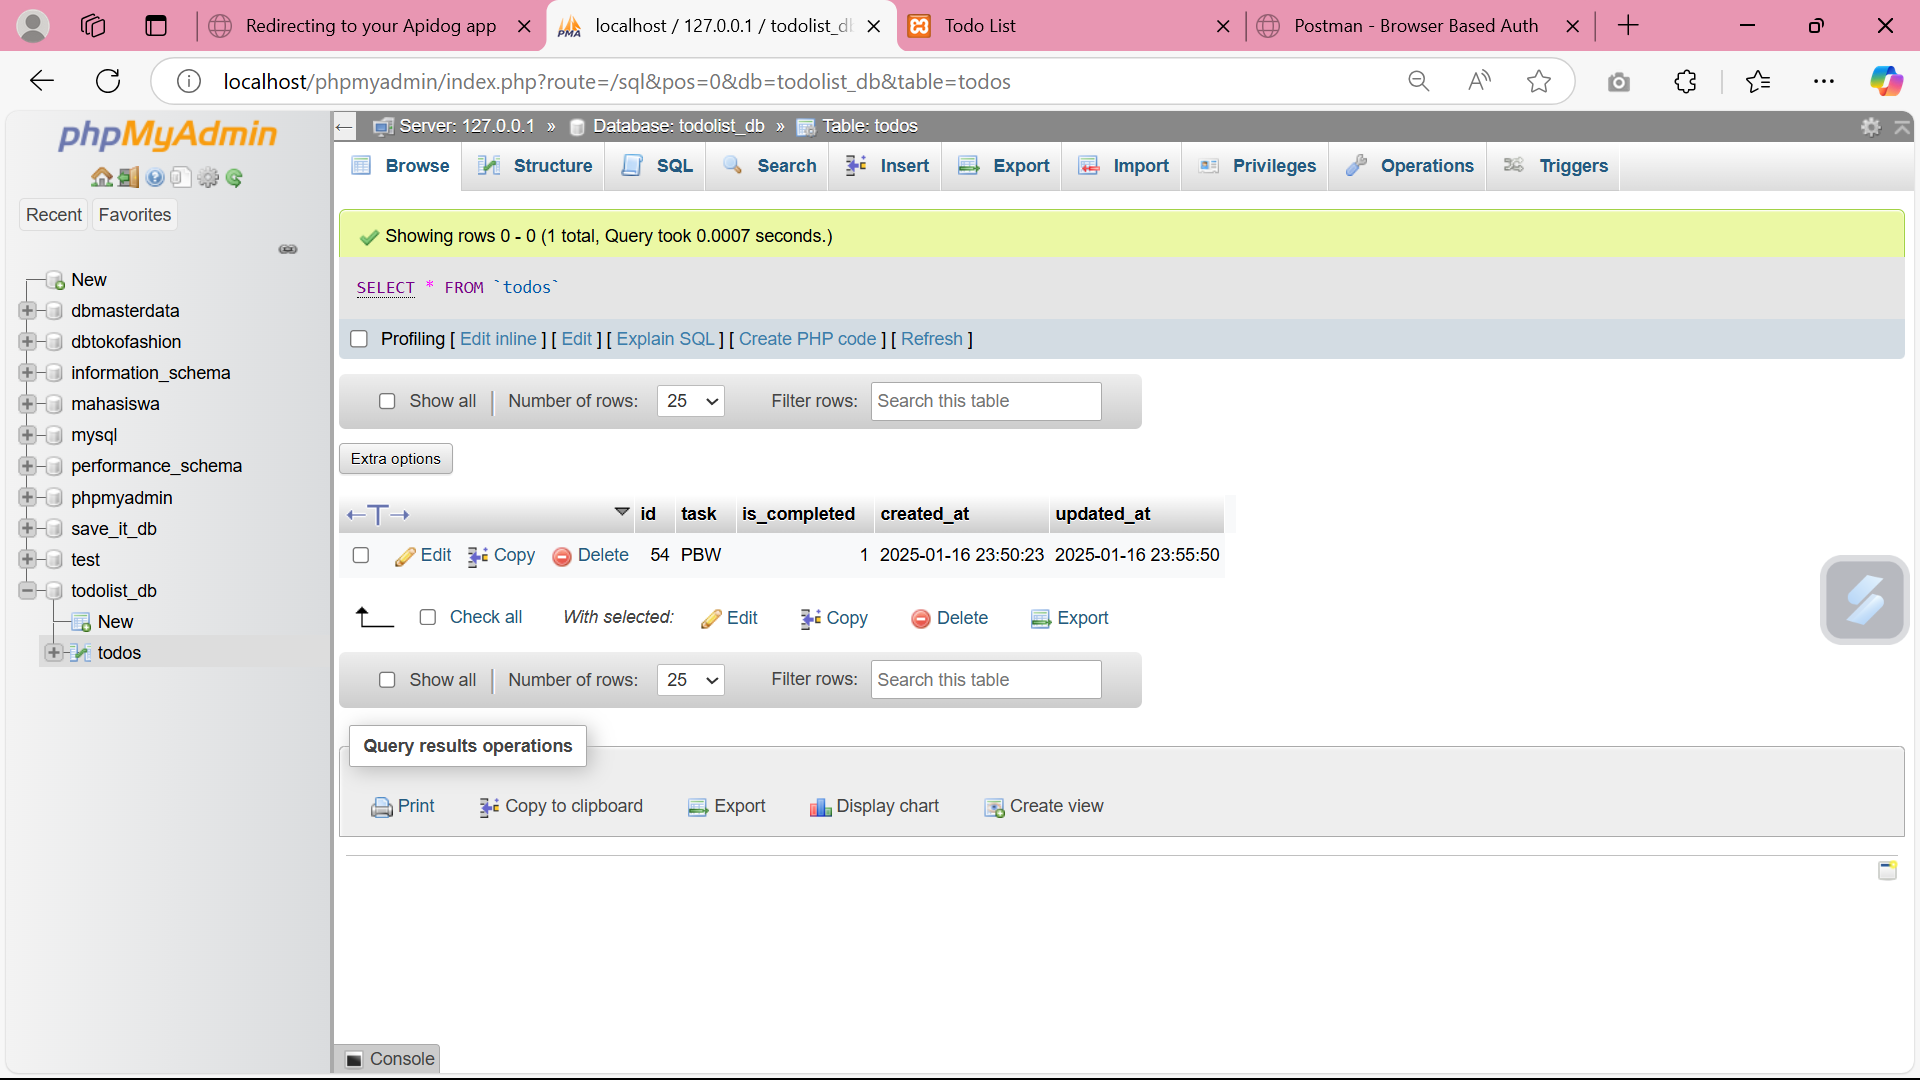 Redirecting to your Apidog app
localhost / 127.0.0.1 / todolist_d
Todo List
Postman - Browser Based Auth
localhost/phpmyadmin/index.php?route=/sql&pos=0&db=todolist_db&table=todos
phpMyAdmin
Recent
Favorites
New
dbmasterdata
dbtokofashion
information_schema
mahasiswa
mysql
performance_schema
phpmyadmin
save_it_db
test
todolist_db
New
todos
Server: 127.0.0.1 » Database: todolist_db » Table: todos
Browse Structure SQL Search Insert Export Import Privileges Operations Triggers
Showing rows 0 - 0 (1 total, Query took 0.0007 seconds.)
SELECT * FROM `todos`
Profiling [ Edit inline ] [ Edit ] [ Explain SQL ] [ Create PHP code ] [ Refresh ]
Show all | Number of rows: 25 Filter rows: Search this table
Extra options
id task is_completed created_at updated_at
Edit Copy Delete 54 PBW 1 2025-01-16 23:50:23 2025-01-16 23:55:50
Check all With selected: Edit Copy Delete Export
Show all | Number of rows: 25 Filter rows: Search this table
Query results operations
Print Copy to clipboard Export Display chart Create view
Console